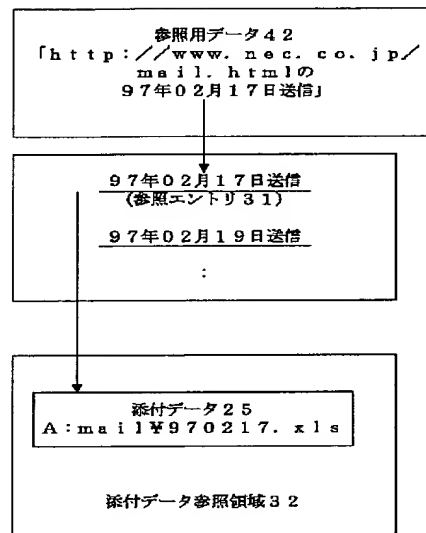 参照用データ４２
「ｈｔｔｐ：／／ｗｗｗ．ｎｅｃ．ｃｏ．ｊｐ／
ｍａｉｌ．ｈｔｍｌの
９７年０２月１７日送信」
９７年０２月１７日送信
(参照エントリ３１)
９７年０２月１９日送信
：
添付データ２５
Ａ：ｍａｉｌ￥９７０２１７．ｘｌｓ
添付データ参照領域３２